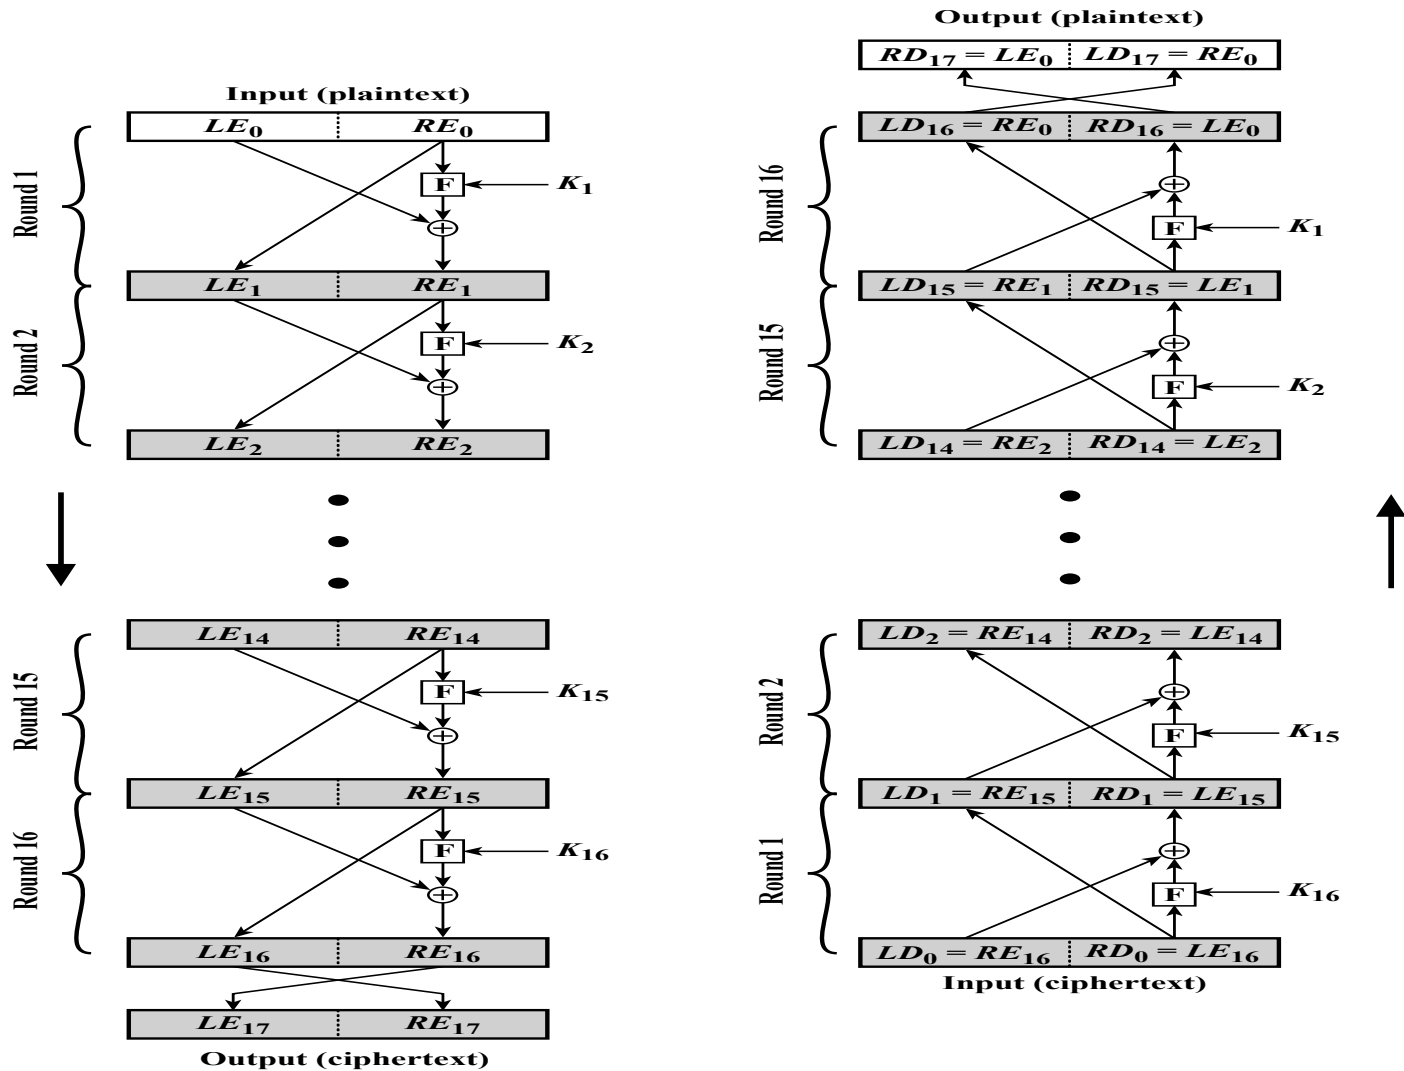 Input (plaintext)
LE₀ RE₀
Round 1
F K₁
+
LE₁ RE₁
Round 2
F K₂
+
LE₂ RE₂
LE₁₄ RE₁₄
Round 15
F K₁₅
+
LE₁₅ RE₁₅
Round 16
F K₁₆
+
LE₁₆ RE₁₆
LE₁₇ RE₁₇
Output (ciphertext)
Output (plaintext)
RD₁₇ = LE₀ LD₁₇ = RE₀
LD₁₆ = RE₀ RD₁₆ = LE₀
Round 16
+
F K₁
LD₁₅ = RE₁ RD₁₅ = LE₁
Round 15
+
F K₂
LD₁₄ = RE₂ RD₁₄ = LE₂
LD₂ = RE₁₄ RD₂ = LE₁₄
Round 2
+
F K₁₅
LD₁ = RE₁₅ RD₁ = LE₁₅
Round 1
+
F K₁₆
LD₀ = RE₁₆ RD₀ = LE₁₆
Input (ciphertext)